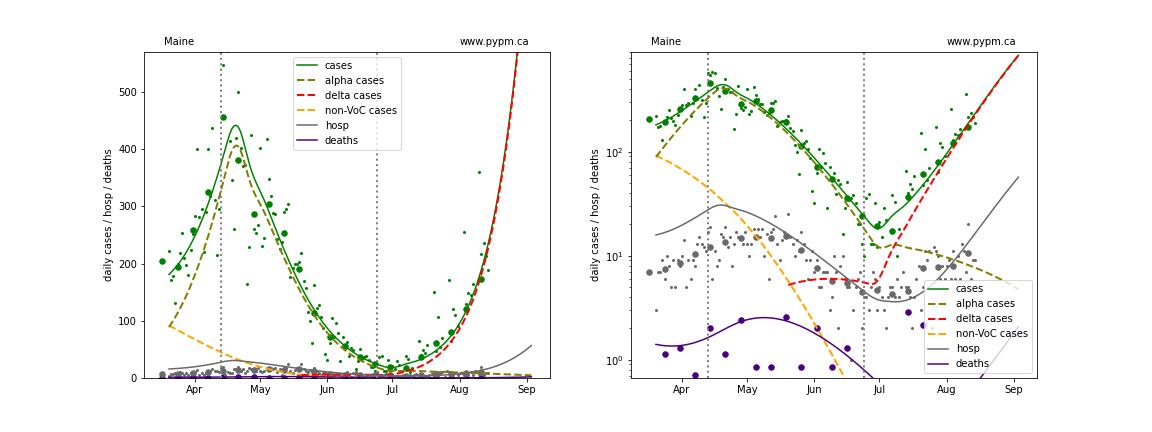 Maine www.pypm.ca
daily cases / hosp / deaths
500
400
300
200
100
0
Apr May Jun Jul Aug Sep
cases
alpha cases
delta cases
non-VoC cases
hosp
deaths
Maine www.pypm.ca
daily cases / hosp / deaths
10²
10¹
10⁰
Apr May Jun Jul Aug Sep
cases
alpha cases
delta cases
non-VoC cases
hosp
deaths